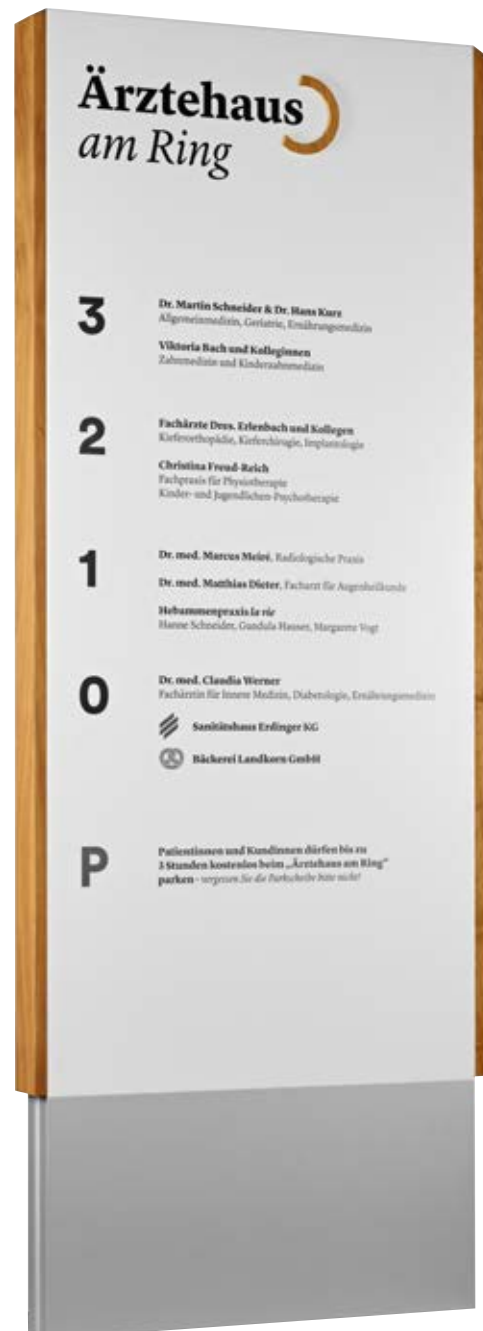 Ärztehaus
am Ring
3
Dr. Martin Schneider & Dr. Hans Kurz
Allgemeinmedizin, Geriatrie, Ernährungsmedizin
Viktoria Bach und Kolleginnen
Zahnmedizin und Kinderzahnmedizin
2
Fachärzte Dres. Erlenbach und Kollegen
Kieferorthopädie, Kieferchirugie, Implantologie
Christina Freud-Reich
Fachpraxis für Physiotherapie
Kinder- und Jugendlichen-Psychotherapie
1
Dr. med. Marcus Meiré, Radiologische Praxis
Dr. med. Matthias Dieter, Facharzt für Augenheilkunde
Hebammenpraxis la vie
Hanne Schneider, Gundula Hauser, Margarete Vogt
0
Dr. med. Claudia Werner
Fachärztin für Innere Medizin, Diabetologie, Ernährungsmedizin
Sanitätshaus Erdinger KG
Bäckerei Landkorn GmbH
P
Patientinnen und Kundinnen dürfen bis zu
3 Stunden kostenlos beim „Ärztehaus am Ring"
parken - vergessen Sie die Parkscheibe bitte nicht!